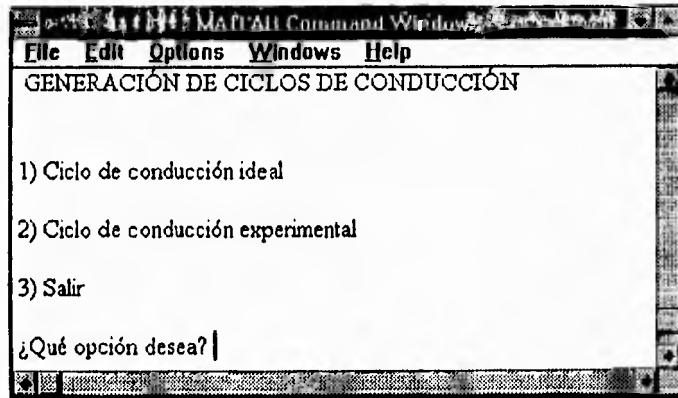 Command Window
File Edit Options Windows Help
GENERACIÓN DE CICLOS DE CONDUCCIÓN
1) Ciclo de conducción ideal
2) Ciclo de conducción experimental
3) Salir
¿Qué opción desea?